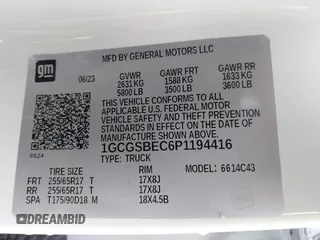 MFD BY GENERAL MOTORS LLC
gm
06/23
GVWR GAWR FRT GAWR RR
2631 KG 1588 KG 1633 KG
5800 LB 3500 LB 3600 LB
THIS VEHICLE CONFORMS TO ALL
APPLICABLE U.S. FEDERAL MOTOR
VEHICLE SAFETY AND THEFT
PREVENTION STANDARDS IN EFFECT
ON THE DATE OF MANUFACTURE
SHOWN ABOVE.
1GCGSBEC6P1194416
TYPE: TRUCK
MODEL: 6614C43
TIRE SIZE RIM
FRT 255/65R17 T 17X8J
RR 255/65R17 T 17X8J
SPA T175/90D18 M 18X4.5B
DREAMBID